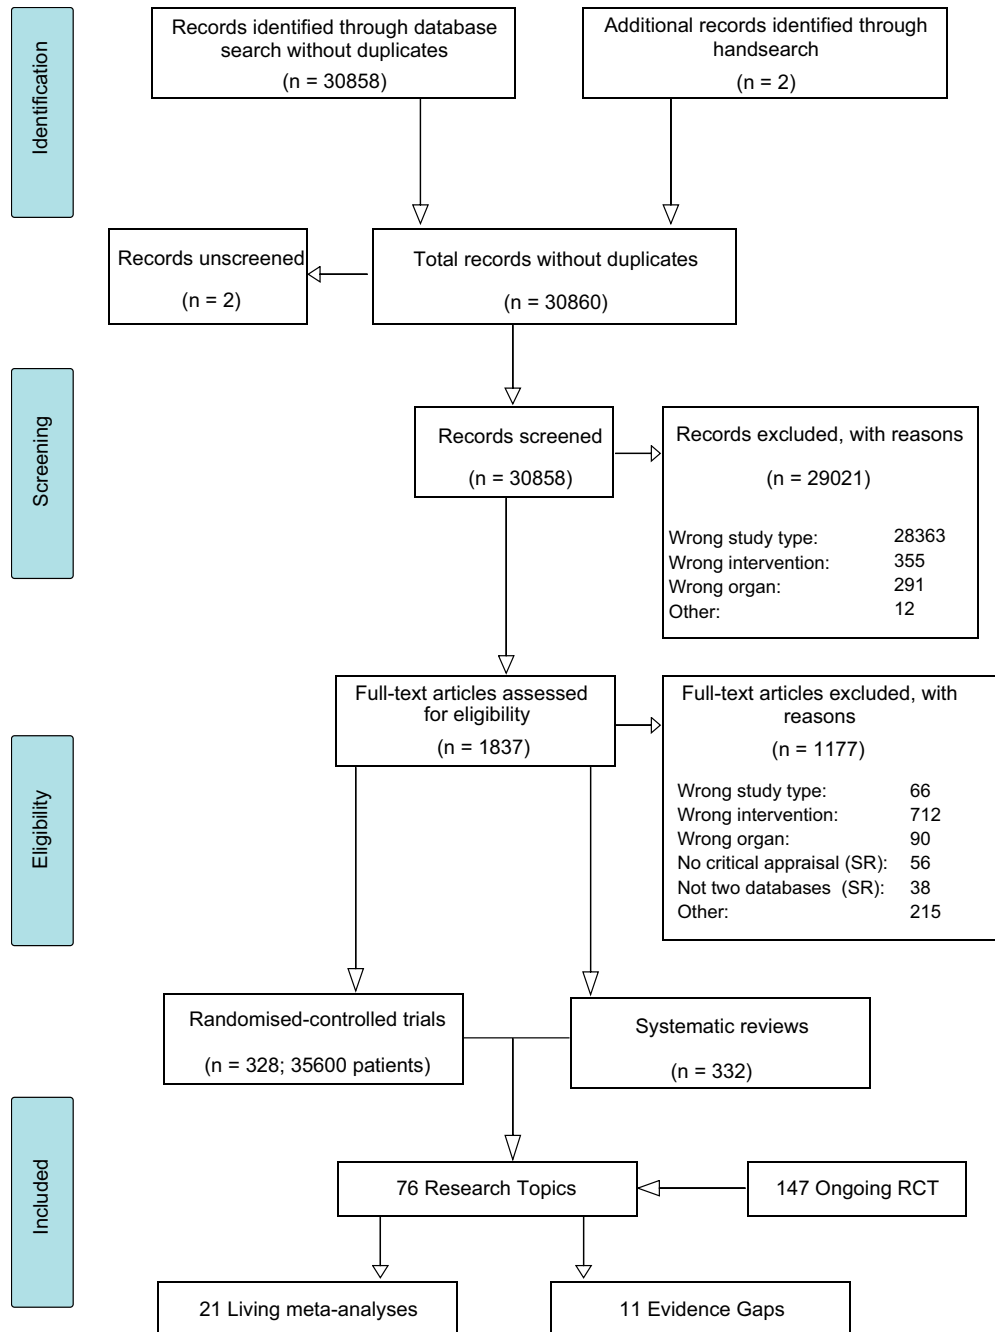 Identification
Records identified through database
search without duplicates
(n = 30858)
Additional records identified through
handsearch
(n = 2)
Records unscreened
(n = 2)
Total records without duplicates
(n = 30860)
Screening
Records screened
(n = 30858)
Records excluded, with reasons
(n = 29021)
Wrong study type: 28363
Wrong intervention: 355
Wrong organ: 291
Other: 12
Eligibility
Full-text articles assessed
for eligibility
(n = 1837)
Full-text articles excluded, with
reasons
(n = 1177)
Wrong study type: 66
Wrong intervention: 712
Wrong organ: 90
No critical appraisal (SR): 56
Not two databases (SR): 38
Other: 215
Randomised-controlled trials
(n = 328; 35600 patients)
Systematic reviews
(n = 332)
Included
76 Research Topics
147 Ongoing RCT
21 Living meta-analyses
11 Evidence Gaps